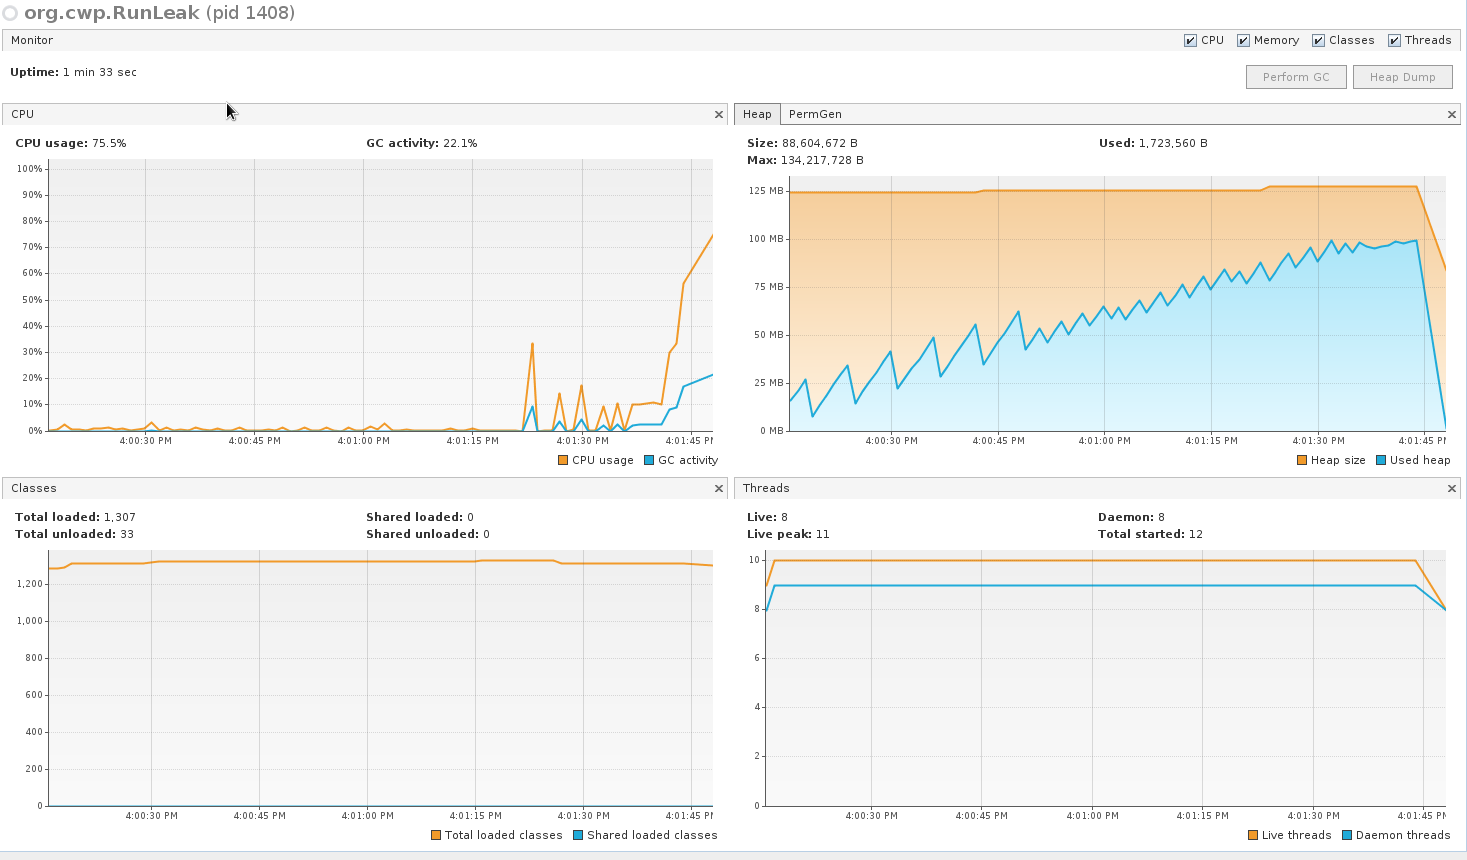 org.cwp.RunLeak (pid 1408)
Monitor
CPU Memory Classes Threads
Uptime: 1 min 33 sec
Perform GC Heap Dump
CPU
CPU usage: 75.5% GC activity: 22.1%
100%
90%
80%
70%
60%
50%
40%
30%
20%
10%
0%
4:00:30 PM 4:00:45 PM 4:01:00 PM 4:01:15 PM 4:01:30 PM 4:01:45
CPU usage GC activity
Heap PermGen
Size: 88,604,672 B Used: 1,723,560 B
Max: 134,217,728 B
125 MB
100 MB
75 MB
50 MB
25 MB
0 MB
4:00:30 PM 4:00:45 PM 4:01:00 PM 4:01:15 PM 4:01:30 PM 4:01:45
Heap size Used heap
Classes
Total loaded: 1,307 Shared loaded: 0
Total unloaded: 33 Shared unloaded: 0
1,200
1,000
800
600
400
200
0
4:00:30 PM 4:00:45 PM 4:01:00 PM 4:01:15 PM 4:01:30 PM 4:01:45
Total loaded classes Shared loaded classes
Threads
Live: 8 Daemon: 8
Live peak: 11 Total started: 12
10
8
6
4
2
0
4:00:30 PM 4:00:45 PM 4:01:00 PM 4:01:15 PM 4:01:30 PM 4:01:45
Live threads Daemon threads